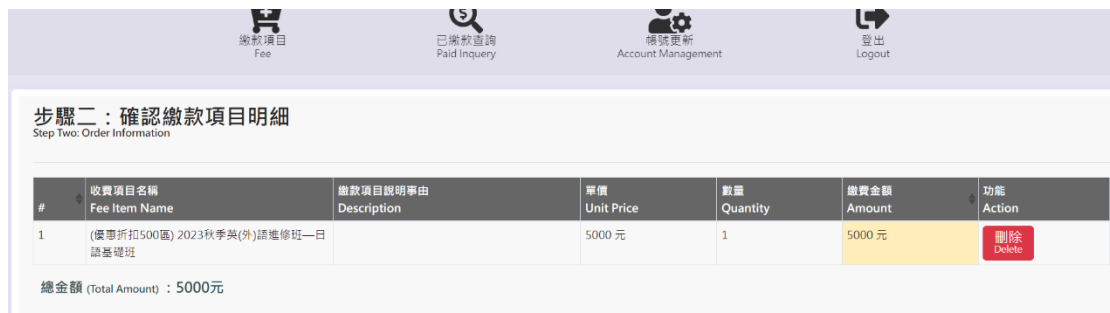 繳款項目
Fee
已繳款查詢
Paid Inquery
帳號更新
Account Management
登出
Logout
步驟二：確認繳款項目明細
Step Two: Order Information
#
收費項目名稱
Fee Item Name
繳款項目說明事由
Description
單價
Unit Price
數量
Quantity
繳費金額
Amount
功能
Action
1
(優惠折扣500區) 2023秋季英(外)語進修班—日
語基礎班
5000 元
1
5000 元
刪除
Delete
總金額 (Total Amount) ：5000元